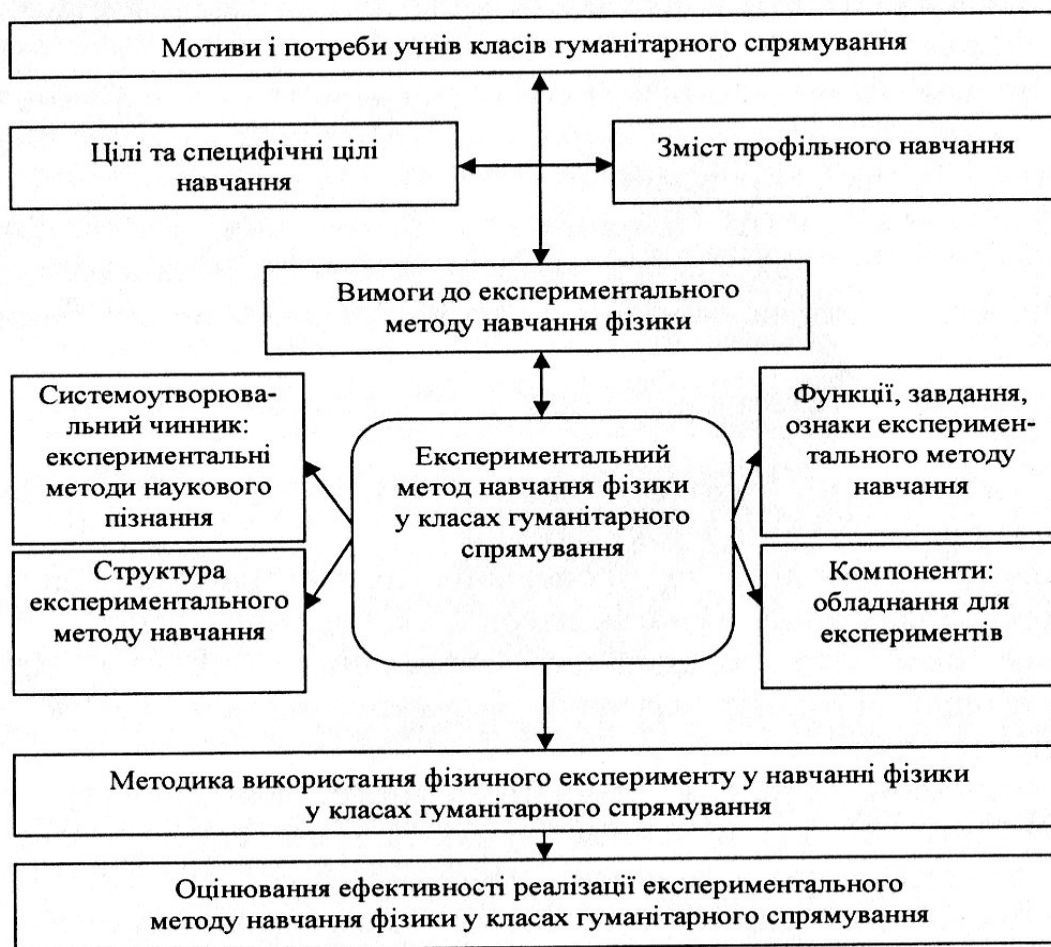 Мотиви і потреби учнів класів гуманітарного спрямування
Цілі та специфічні цілі
навчання
Зміст профільного навчання
Вимоги до експериментального
методу навчання фізики
Системоутворюва-
льний чинник:
експериментальні
методи наукового
пізнання
Функції, завдання,
ознаки експеримен-
тального методу
навчання
Експериментальний
метод навчання фізики
у класах гуманітарного
спрямування
Структура
експериментального
методу навчання
Компоненти:
обладнання для
експериментів
Методика використання фізичного експерименту у навчанні фізики
у класах гуманітарного спрямування
Оцінювання ефективності реалізації експериментального
методу навчання фізики у класах гуманітарного спрямування